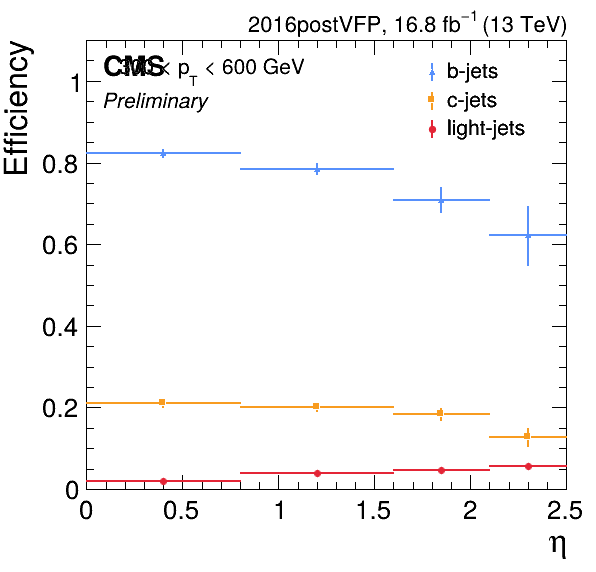 2016postVFP, 16.8 fb⁻¹ (13 TeV)
Efficiency
CMS
< p_T < 600 GeV
Preliminary
b-jets
c-jets
light-jets
1
0.8
0.6
0.4
0.2
0
0 0.5 1 1.5 2 2.5
η